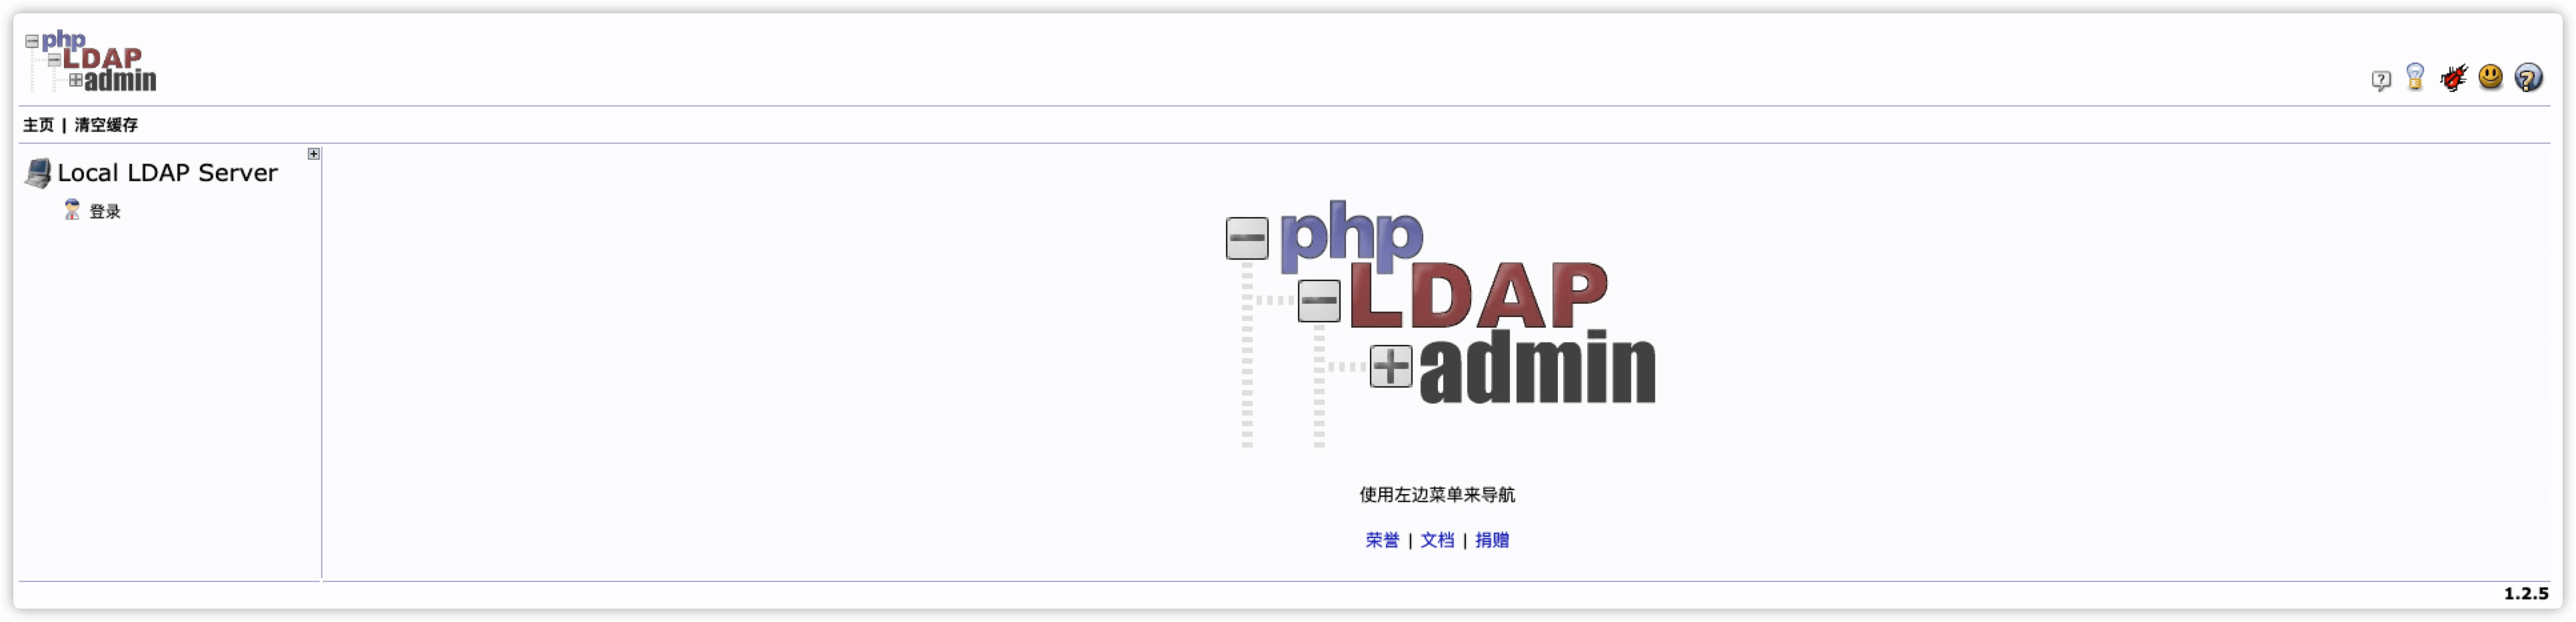 php
LDAP
admin
主页 | 清空缓存
Local LDAP Server
登录
php
LDAP
admin
使用左边菜单来导航
荣誉 | 文档 | 捐赠
1.2.5